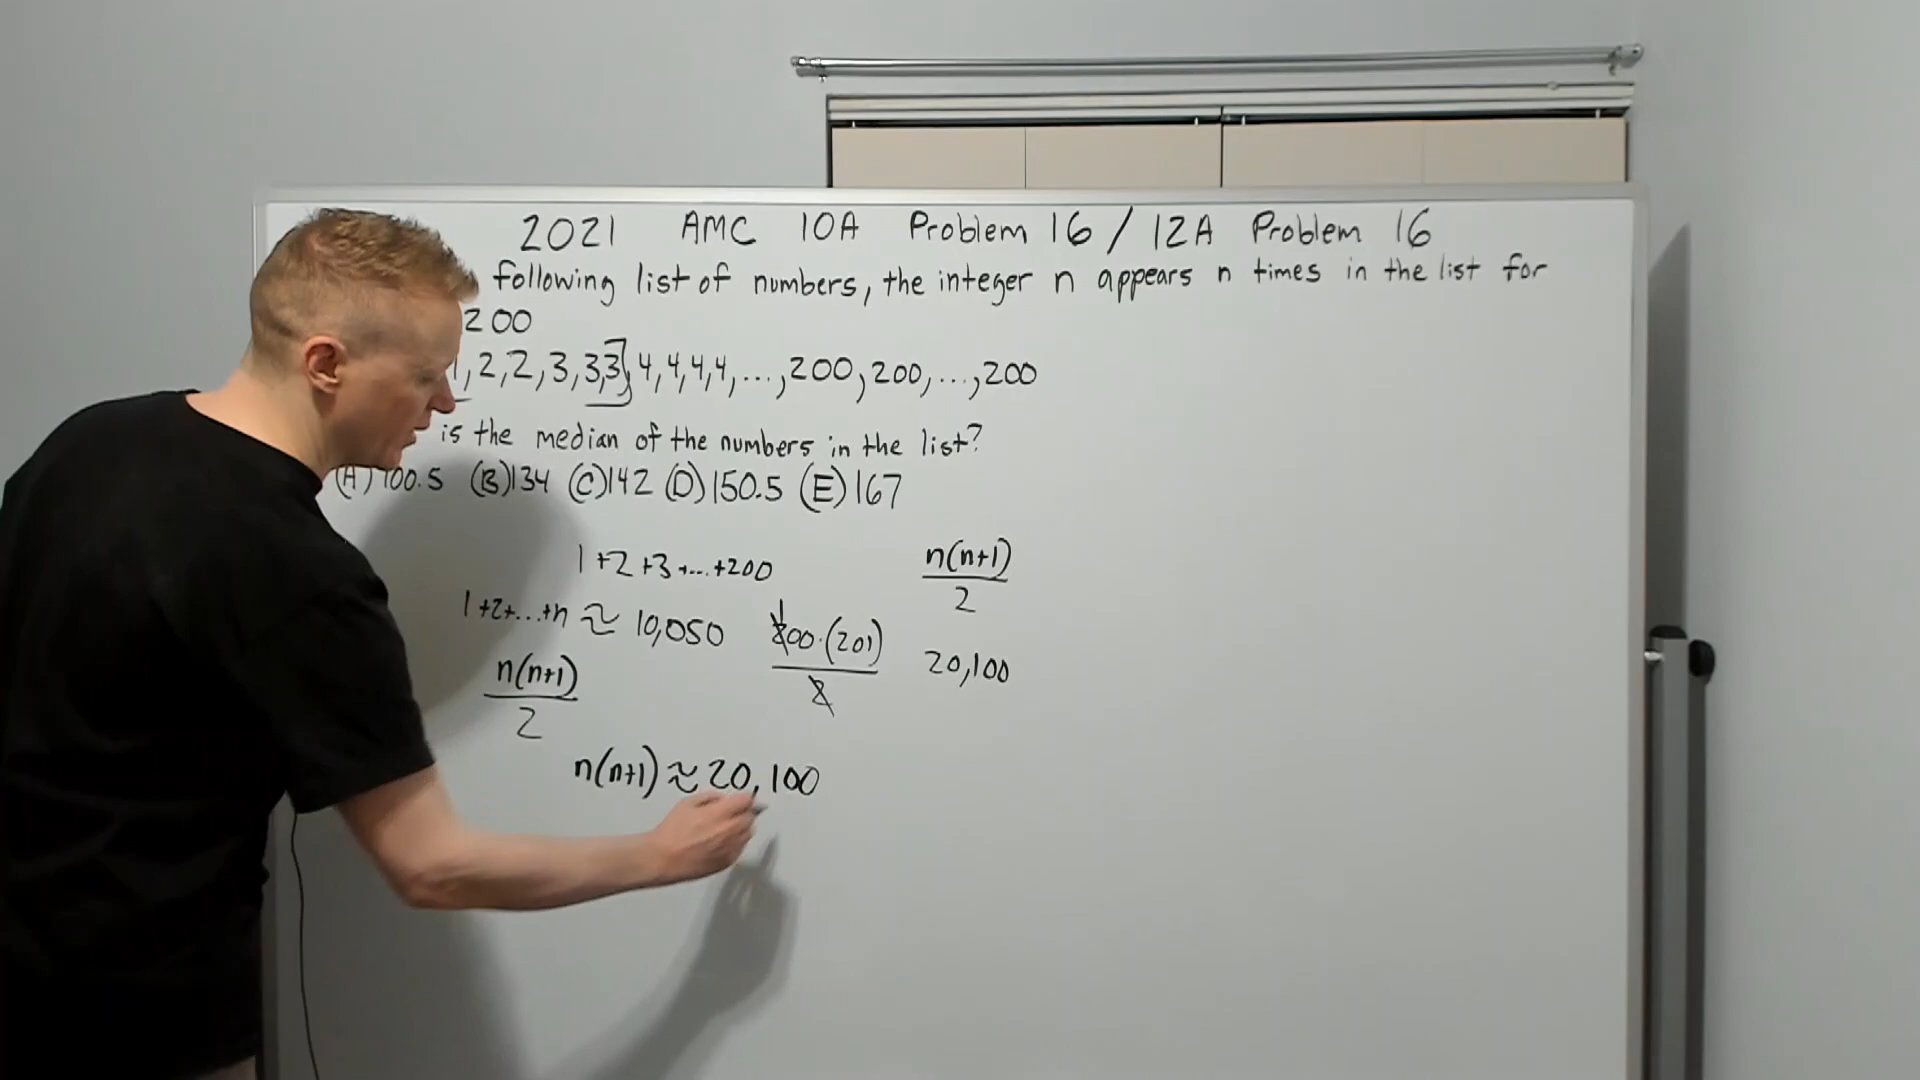 2021 AMC 10A Problem 16 / 12A Problem 16
following list of numbers, the integer n appears n times in the list for
200
1, 2, 2, 3, 3, 3, 4, 4, 4, 4, ..., 200, 200, ..., 200
is the median of the numbers in the list?
(A) 100.5 (B) 134 (C) 142 (D) 150.5 (E) 167
1+2+3+...+200
n(n+1)
2
1+2+...+n ≈ 10,050
200·(201)
2
1
20,100
n(n+1)
2
n(n+1) ≈ 20,100